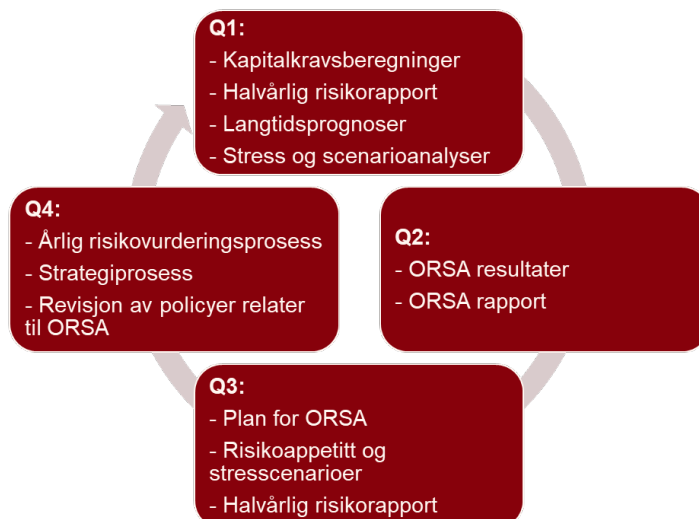 Q1:
- Kapitalkravsberegninger
- Halvårlig risikorapport
- Langtidsprognoser
- Stress og scenarioanalyser
Q2:
- ORSA resultater
- ORSA rapport
Q3:
- Plan for ORSA
- Risikoappetitt og
stresscenarioer
- Halvårlig risikorapport
Q4:
- Årlig risikovurderingsprosess
- Strategiprosess
- Revisjon av policyer relater
til ORSA